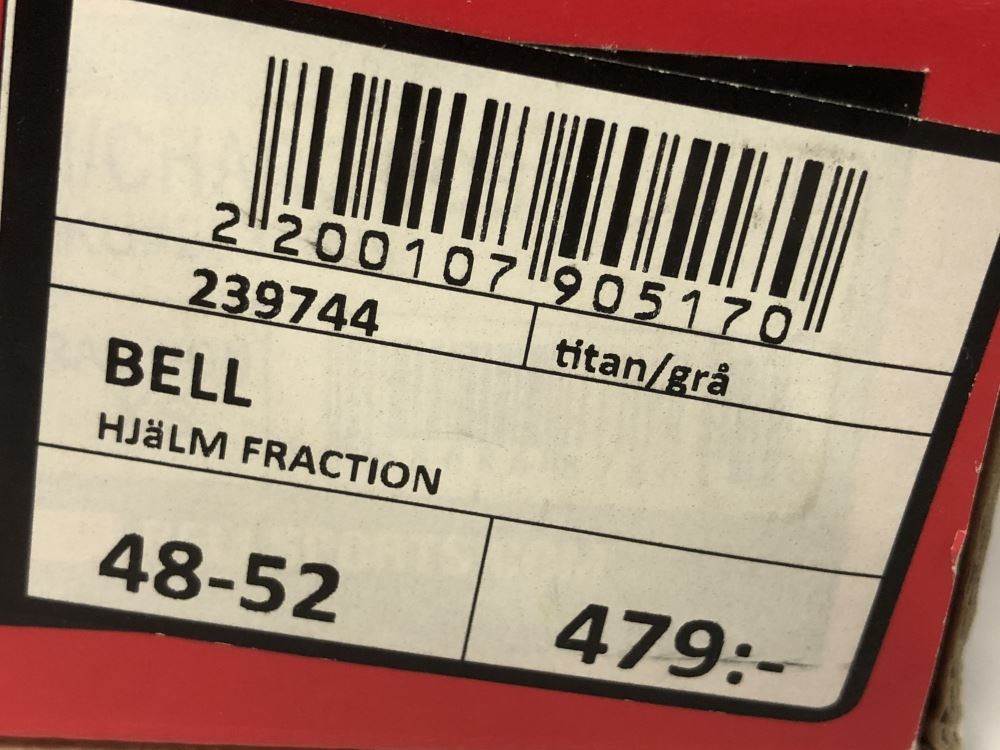 2 200107 905170
239744
titan/grå
BELL
HJäLM FRACTION
48-52
479:-